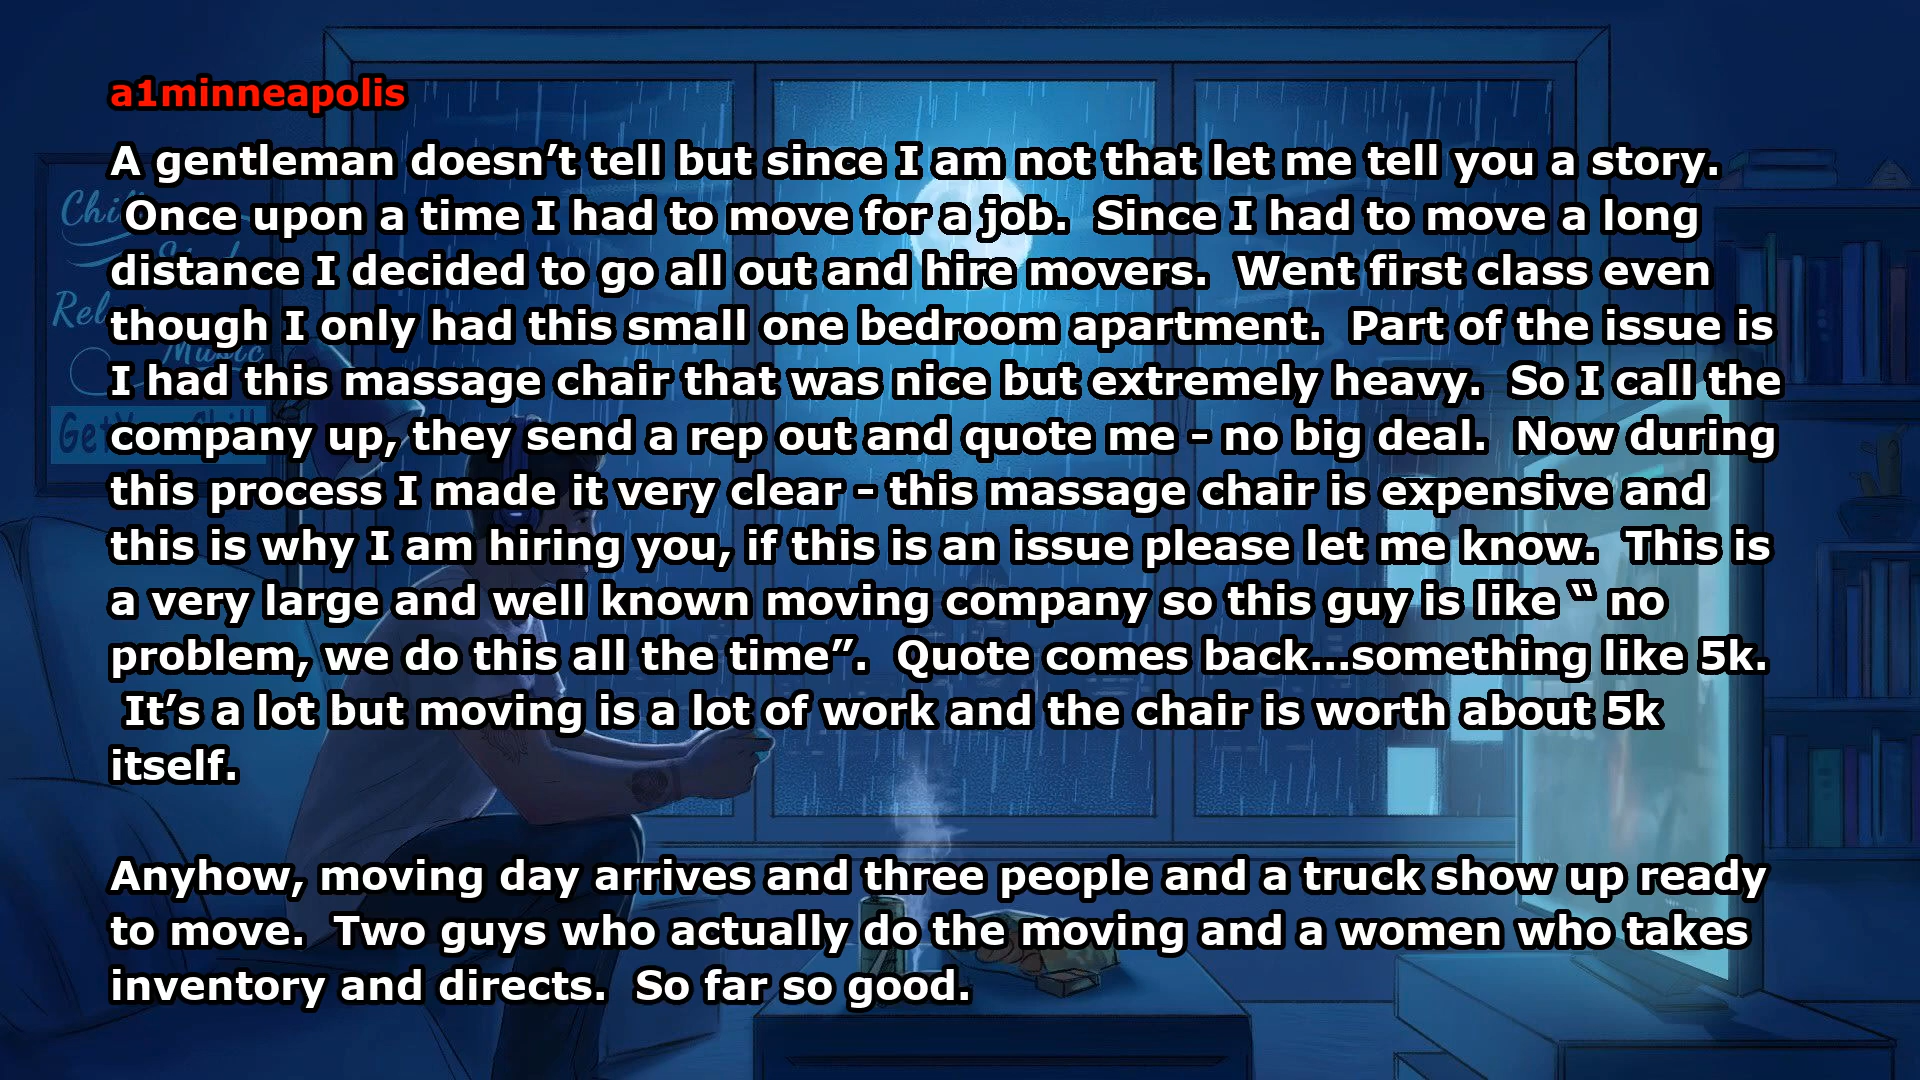 a1minneapolis
A gentleman doesn’t tell but since I am not that let me tell you a story.
Once upon a time I had to move for a job.  Since I had to move a long
distance I decided to go all out and hire movers.  Went first class even
though I only had this small one bedroom apartment.  Part of the issue is
I had this massage chair that was nice but extremely heavy.  So I call the
company up, they send a rep out and quote me - no big deal.  Now during
this process I made it very clear - this massage chair is expensive and
this is why I am hiring you, if this is an issue please let me know.  This is
a very large and well known moving company so this guy is like “ no
problem, we do this all the time”.  Quote comes back...something like 5k.
It’s a lot but moving is a lot of work and the chair is worth about 5k
itself.
Anyhow, moving day arrives and three people and a truck show up ready
to move.  Two guys who actually do the moving and a women who takes
inventory and directs.  So far so good.
Music